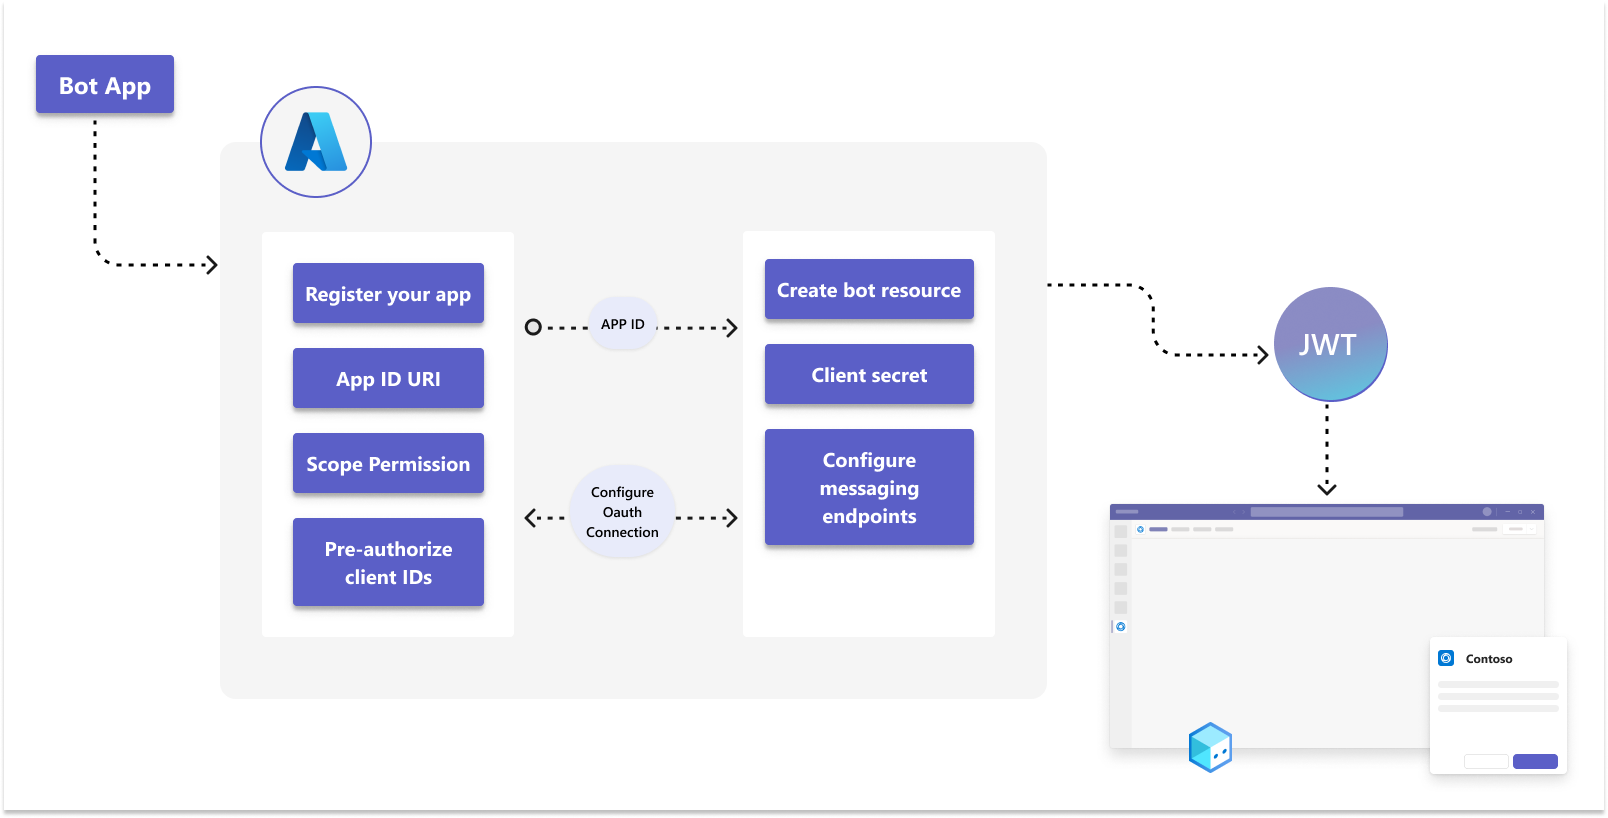 Bot App
Register your app
App ID URI
Scope Permission
Pre-authorize
client IDs
APP ID
Configure
Oauth
Connection
Create bot resource
Client secret
Configure
messaging
endpoints
JWT
Contoso